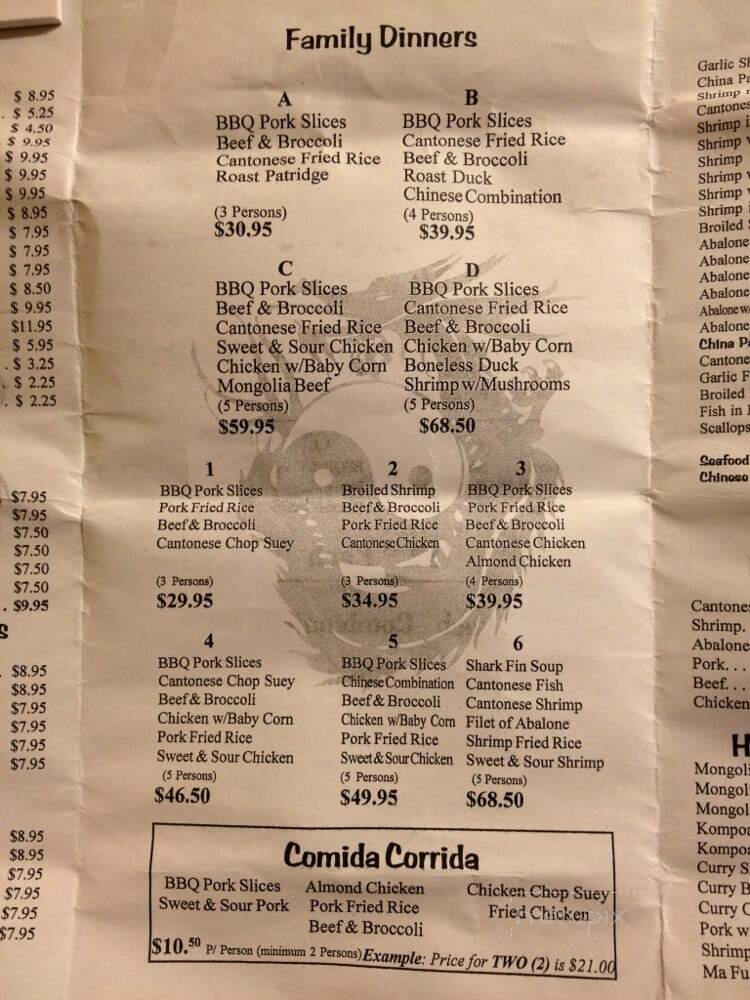 Family Dinners
A
BBQ Pork Slices
Beef & Broccoli
Cantonese Fried Rice
Roast Patridge
(3 Persons)
$30.95
B
BBQ Pork Slices
Cantonese Fried Rice
Beef & Broccoli
Roast Duck
Chinese Combination
(4 Persons)
$39.95
C
BBQ Pork Slices
Beef & Broccoli
Cantonese Fried Rice
Sweet & Sour Chicken
Chicken w/Baby Corn
Mongolia Beef
(5 Persons)
$59.95
D
BBQ Pork Slices
Cantonese Fried Rice
Beef & Broccoli
Chicken w/Baby Corn
Boneless Duck
Shrimp w/Mushrooms
(5 Persons)
$68.50
1
BBQ Pork Slices
Pork Fried Rice
Beef & Broccoli
Cantonese Chop Suey
(3 Persons)
$29.95
2
Broiled Shrimp
Beef & Broccoli
Pork Fried Rice
Cantonese Chicken
(3 Persons)
$34.95
3
BBQ Pork Slices
Pork Fried Rice
Beef & Broccoli
Cantonese Chicken
Almond Chicken
(4 Persons)
$39.95
4
BBQ Pork Slices
Cantonese Chop Suey
Beef & Broccoli
Chicken w/Baby Corn
Pork Fried Rice
Sweet & Sour Chicken
(5 Persons)
$46.50
5
BBQ Pork Slices
Chinese Combination
Beef & Broccoli
Chicken w/Baby Corn
Pork Fried Rice
Sweet & Sour Chicken
(5 Persons)
$49.95
6
Shark Fin Soup
Cantonese Fish
Cantonese Shrimp
Filet of Abalone
Shrimp Fried Rice
Sweet & Sour Shrimp
(5 Persons)
$68.50
Comida Corrida
BBQ Pork Slices
Sweet & Sour Pork
Almond Chicken
Pork Fried Rice
Beef & Broccoli
Chicken Chop Suey
Fried Chicken
$10.50 P/ Person (minimum 2 Persons) Example: Price for TWO (2) is $21.00
$ 8.95
. $ 5.25
$ 4.50
$ 9.95
$ 9.95
$ 9.95
$ 9.95
$ 8.95
$ 7.95
$ 7.95
$ 7.95
$ 8.50
$ 9.95
$11.95
$ 5.95
. $ 3.25
. $ 2.25
. $ 2.25
$7.95
$7.95
$7.50
$7.50
$7.50
$7.50
. $9.95
$8.95
$8.95
$7.95
$7.95
$7.95
$7.95
$8.95
$8.95
$7.95
$7.95
$7.95
$7.95
Garlic
China
Shrimp
Cantones
Shrimp
Shrimp
Shrimp
Shrimp
Shrimp
Shrimp
Broiled
Abalone
Abalone
Abalone
Abalone
Abalone
Abalone
China
Cantone
Garlic
Broiled
Fish in
Scallops
Seafood
Chinese
Cantones
Shrimp.
Abalone
Pork. . .
Beef. . .
Chicken
Mongoli
Mongol
Mongol
Kompo
Kompo
Curry
Curry
Curry
Pork
Shrimp
Ma